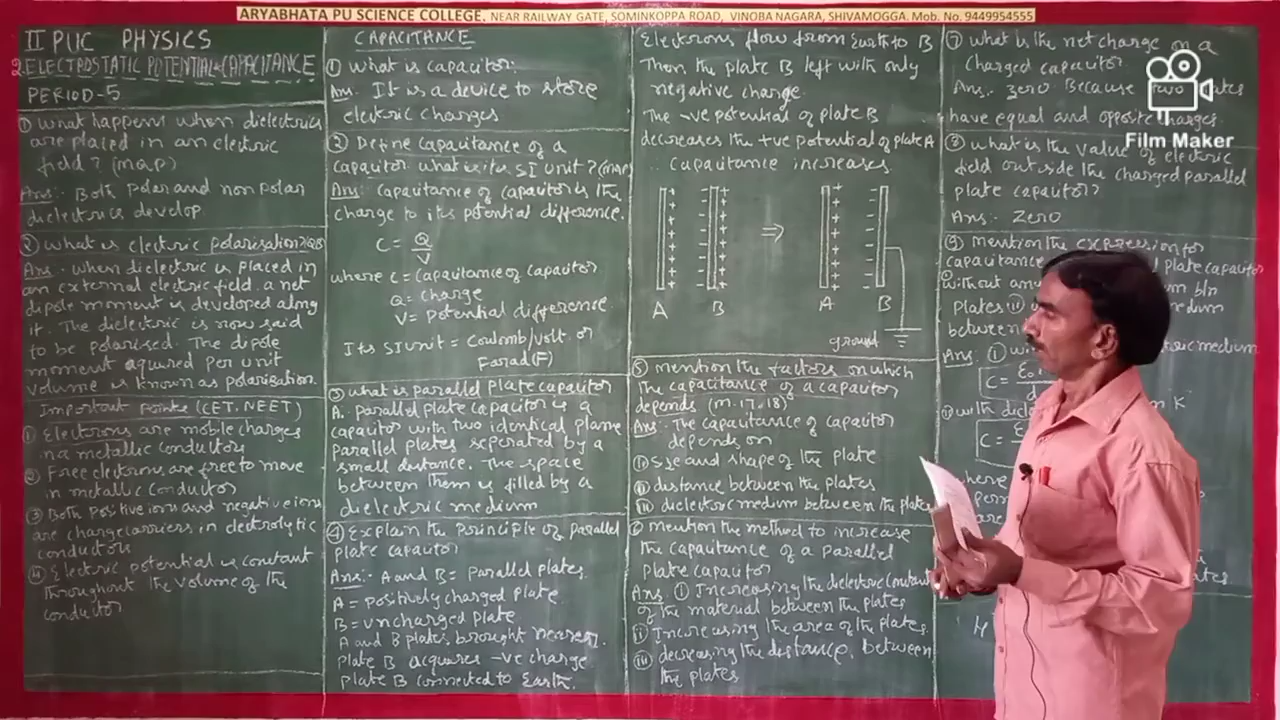 ARYABHATA PU SCIENCE COLLEGE, NEAR RAILWAY GATE, SOMINKOPPA ROAD, VINOBA NAGARA, SHIVAMOGGA. Mob. No. 9449954555
II PUC PHYSICS
2. ELECTROSTATIC POTENTIAL & CAPACITANCE
PERIOD-5
① What happens when dielectrics
are placed in an electric
field? (MQP)
Ans:- Both Polar and non polar
dielectrics develop
② What is electric polarisation?
Ans:- When dielectric is placed in
an external electric field. a net
dipole moment is developed along
it. The dielectric is now said
to be polarised. The dipole
moment aquired per unit
volume is known as polarisation.
Important Points (CET, NEET)
① Electrons are mobile charges
in a metallic conductors
② Free electrons are free to move
in metallic conductor
③ Both Positive ions and negative ions
are charge carriers in electrolytic
conductors
④ Electric potential is constant
throughout the volume of the
conductor
CAPACITANCE
① What is capacitor.
Ans: It is a device to store
electric charges
② Define capacitance of a
capacitor. what is its SI unit? (MQP)
Ans: Capacitance of capacitor is the
charge to its potential difference.
C = Q/V
where C = Capacitance of capacitor
Q = charge
V = Potential difference.
Its SI Unit = Coulomb/Volt or
Farad (F)
③ What is parallel plate capacitor
A. parallel plate capacitor is a
capacitor with two identical plane
parallel plates seperated by a
small distance. The space
between them is filled by a
dielectric medium
④ Explain the Principle of parallel
plate capacitor
Ans:- A and B = Parallel plates.
A = Positively charged plate.
B = Uncharged plate.
A and B plates brought nearer.
Plate B acquires -ve charge
Plate B connected to Earth.
Electrons flow from Earth to B
Then the plate B left with only
negative charge.
The -ve potential of plate B
decreases the +ve potential of plate A
Capacitance increases
⇒
A B A B
ground
⑤ Mention the factors on which
The capacitance of a capacitor
depends (M.17,18)
Ans: The capacitance of capacitor
depends on
i) Size and shape of the plate
ii) distance between the plates
iii) dielectric medium between the plates
⑥ Mention the method to increase
the capacitance of a parallel
plate capacitor
Ans ① Increasing the dielectric constant
of the material between the plates
ii) Increasing the area of the plates.
iii) decreasing the distance, between
the plates
⑦ What is the net charge on a
charged capacitor
Ans:- Zero. Because two plates
have equal and opposite charges.
⑧ What is the value of electric
field outside the charged parallel
plate capacitor?
Ans:- Zero
⑨ Mention the expression for
capacitance plate capacitor
① without b/n
plates ii)
between
Ans:
C =
ii) with K
C =
Film Maker